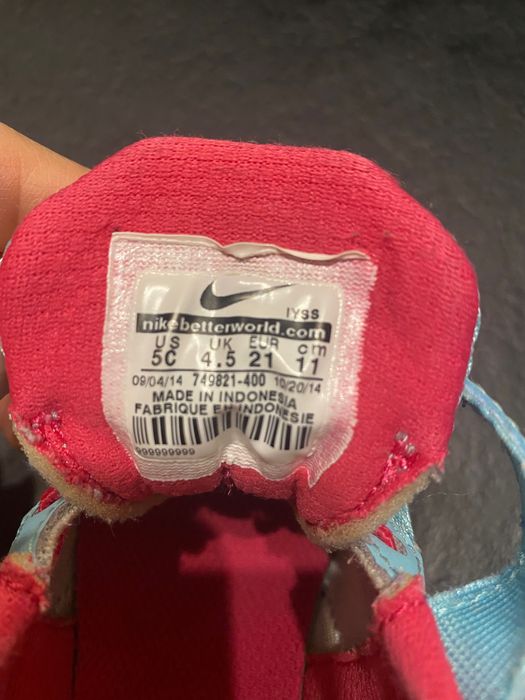 IYSS
nikebetterworld.com
US UK EUR cm
5C 4.5 21 11
09/04/14 749821-400 10/20/14
MADE IN INDONESIA
FABRIQUE EN INDONESIE
999999999